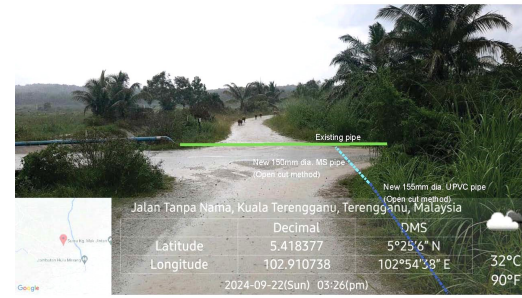 Existing pipe
New 150mm dia. MS pipe
(Open cut method)
New 155mm dia. UPVC pipe
(Open cut method)
Jalan Tanpa Nama, Kuala Terengganu, Terengganu, Malaysia
Decimal
DMS
Latitude
5.418377
5°25'6" N
Longitude
102.910738
102°54'38" E
2024-09-22(Sun) 03:26(pm)
32°C
90°F
Google